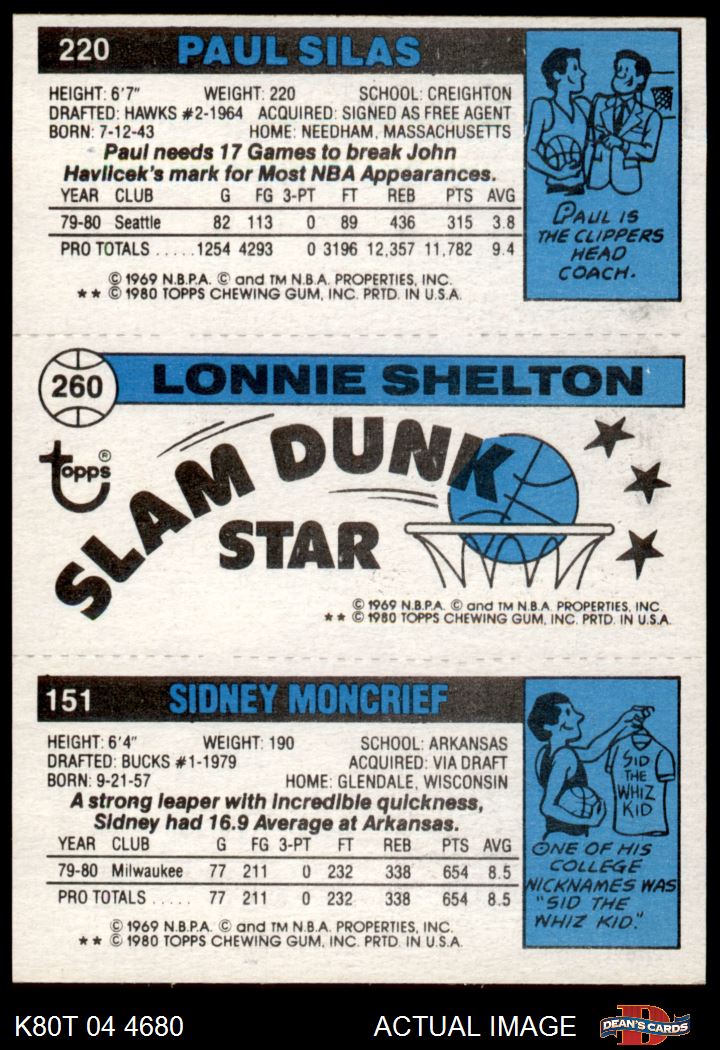 220 PAUL SILAS
HEIGHT: 6'7" WEIGHT: 220 SCHOOL: CREIGHTON
DRAFTED: HAWKS #2-1964 ACQUIRED: SIGNED AS FREE AGENT
BORN: 7-12-43 HOME: NEEDHAM, MASSACHUSETTS
Paul needs 17 Games to break John
Havlicek's mark for Most NBA Appearances.
YEAR CLUB G FG 3-PT FT REB PTS AVG
79-80 Seattle 82 113 0 89 436 315 3.8
PRO TOTALS .....1254 4293 0 3196 12,357 11,782 9.4
© 1969 N.B.P.A. © and TM N.B.A. PROPERTIES, INC.
** © 1980 TOPPS CHEWING GUM, INC. PRTD. IN U.S.A.
PAUL IS
THE CLIPPERS
HEAD
COACH.
260 LONNIE SHELTON
topps®
SLAM DUNK
STAR
© 1969 N.B.P.A. © and TM N.B.A. PROPERTIES, INC.
** © 1980 TOPPS CHEWING GUM, INC. PRTD. IN U.S.A.
151 SIDNEY MONCRIEF
HEIGHT: 6'4" WEIGHT: 190 SCHOOL: ARKANSAS
DRAFTED: BUCKS #1-1979 ACQUIRED: VIA DRAFT
BORN: 9-21-57 HOME: GLENDALE, WISCONSIN
A strong leaper with incredible quickness,
Sidney had 16.9 Average at Arkansas.
YEAR CLUB G FG 3-PT FT REB PTS AVG
79-80 Milwaukee 77 211 0 232 338 654 8.5
PRO TOTALS ..... 77 211 0 232 338 654 8.5
© 1969 N.B.P.A. © and TM N.B.A. PROPERTIES, INC.
** © 1980 TOPPS CHEWING GUM, INC. PRTD. IN U.S.A.
SID
THE
WHIZ
KID
ONE OF HIS
COLLEGE
NICKNAMES WAS
"SID THE
WHIZ KID."
K80T 04 4680 ACTUAL IMAGE DEAN'S CARDS